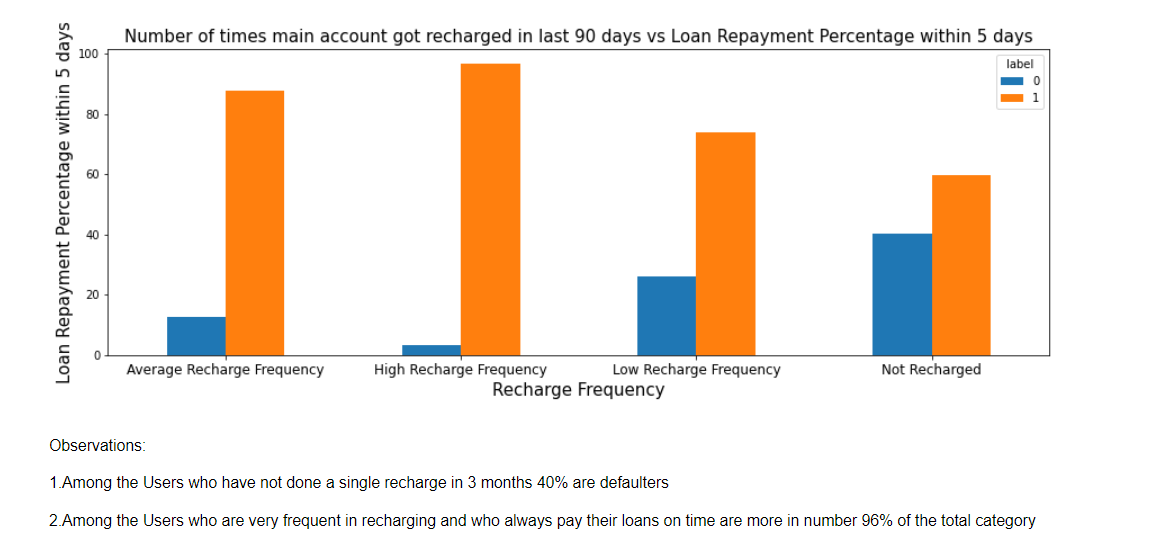 Number of times main account got recharged in last 90 days vs Loan Repayment Percentage within 5 days
Loan Repayment Percentage within 5 days
100
80
60
40
20
0
label
0
1
Average Recharge Frequency
High Recharge Frequency
Low Recharge Frequency
Not Recharged
Recharge Frequency
Observations:
1.Among the Users who have not done a single recharge in 3 months 40% are defaulters
2.Among the Users who are very frequent in recharging and who always pay their loans on time are more in number 96% of the total category